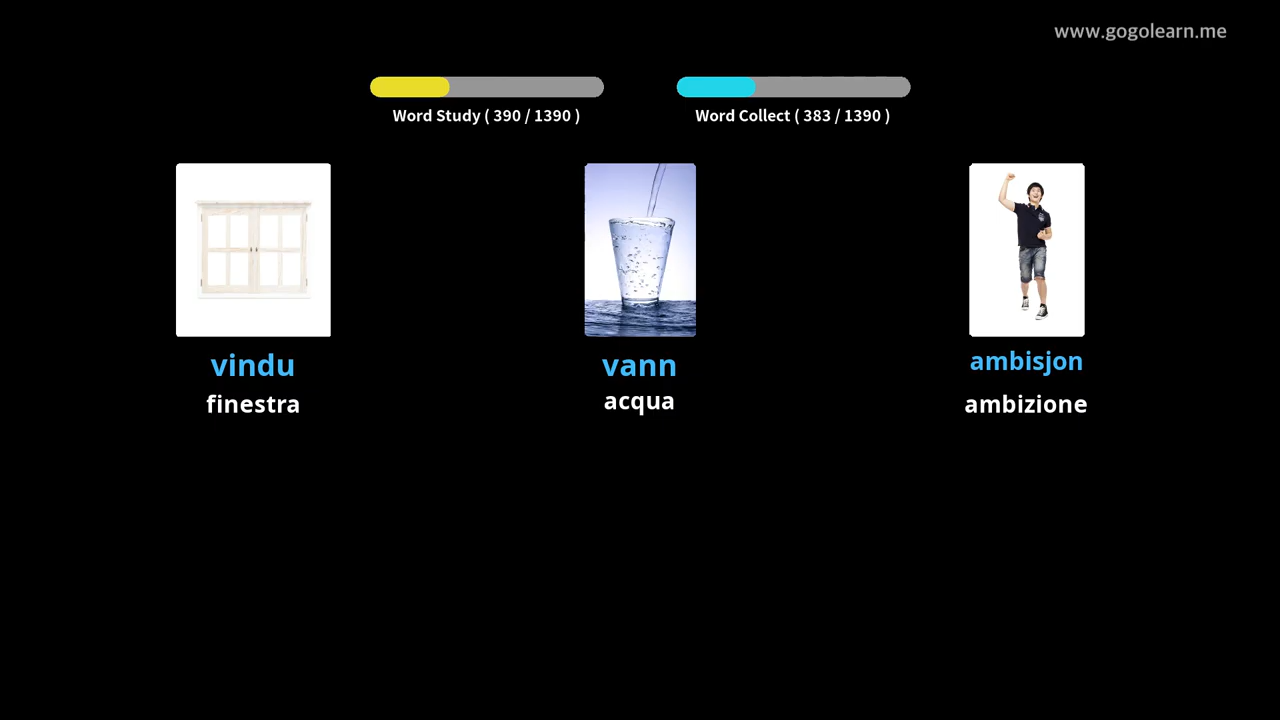 www.gogolearn.me
Word Study ( 390 / 1390 )
Word Collect ( 383 / 1390 )
vindu
finestra
vann
acqua
ambisjon
ambizione